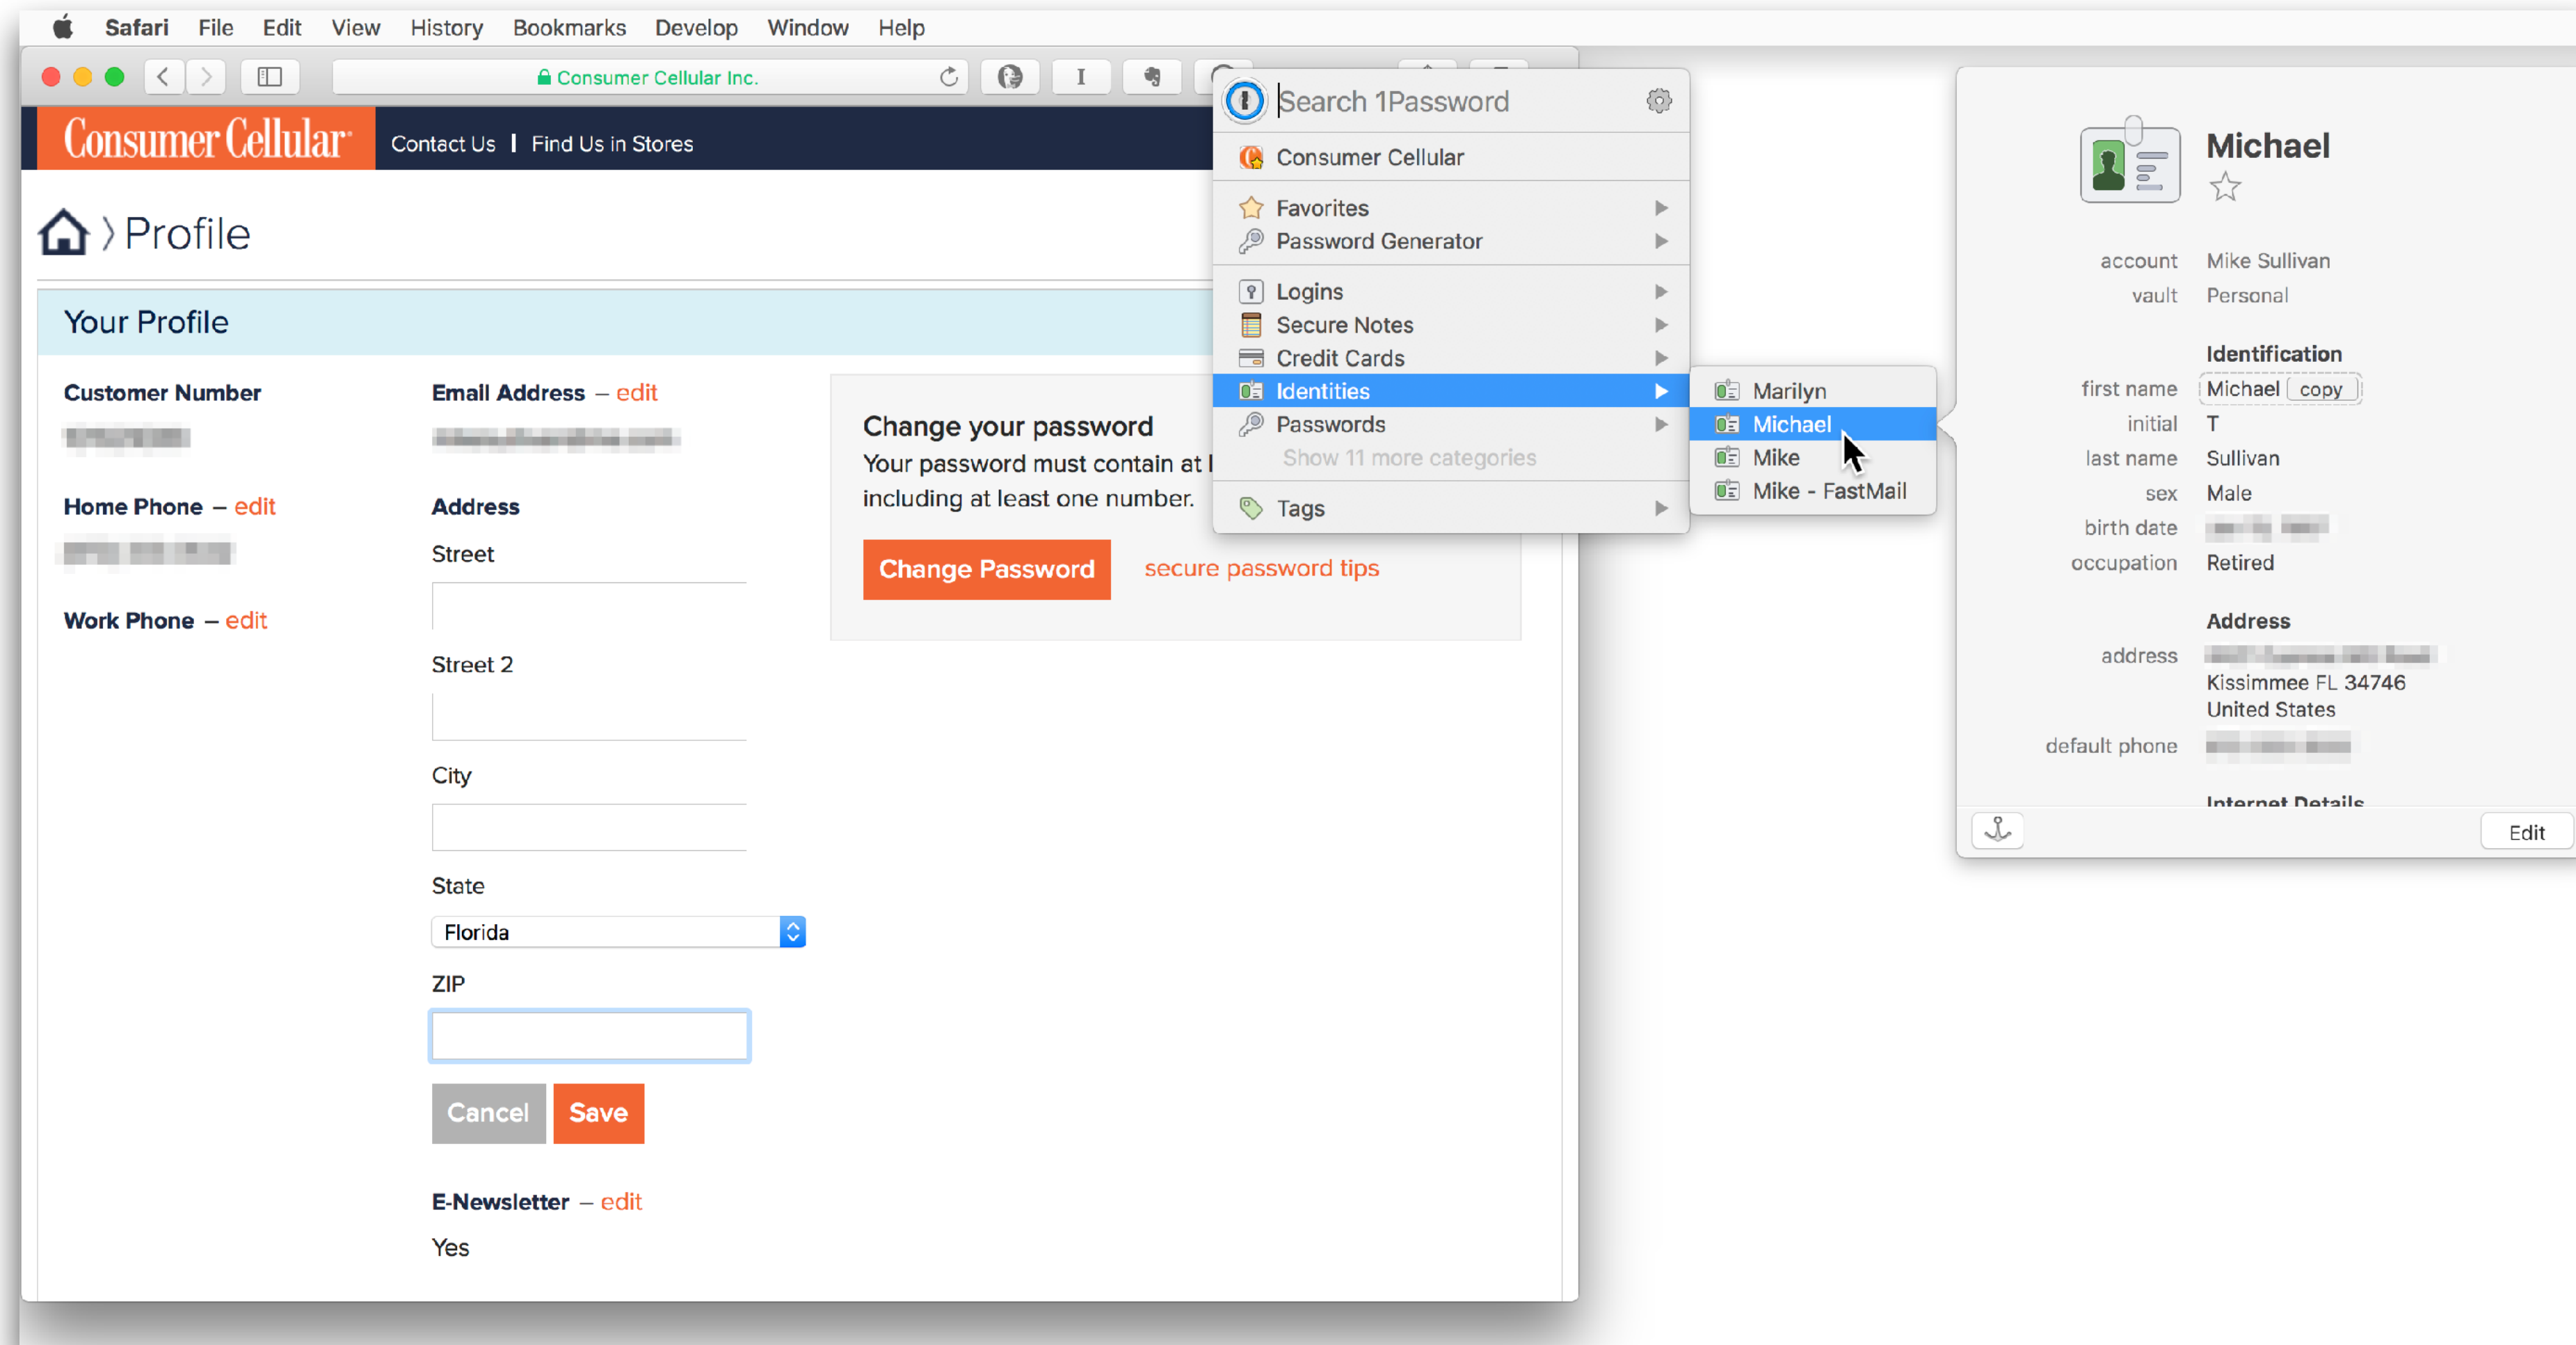 Safari File Edit View History Bookmarks Develop Window Help
Consumer Cellular Inc.
Consumer Cellular
Contact Us | Find Us in Stores
Profile
Your Profile
Customer Number
Home Phone – edit
Work Phone – edit
Email Address – edit
Address
Street
Street 2
City
State
Florida
ZIP
Cancel Save
E-Newsletter – edit
Yes
Change your password
Your password must contain at
including at least one number.
Change Password secure password tips
Search 1Password
Consumer Cellular
Favorites
Password Generator
Logins
Secure Notes
Credit Cards
Identities
Passwords
Show 11 more categories
Tags
Marilyn
Michael
Mike
Mike - FastMail
Michael
account Mike Sullivan
vault Personal
Identification
first name Michael copy
initial T
last name Sullivan
sex Male
birth date
occupation Retired
Address
address
Kissimmee FL 34746
United States
default phone
Internet Details
Edit